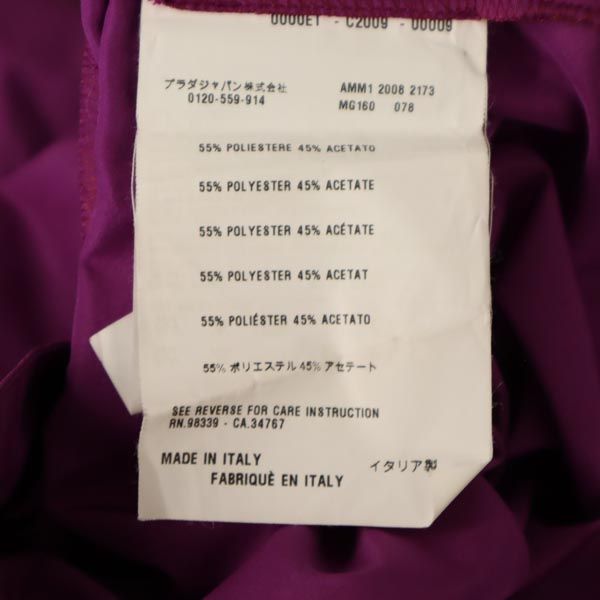 0000ET - C2009 - 00009
プラダジャパン株式会社 AMM1 2008 2173
0120-559-914 MG160 078
55% POLIESTERE 45% ACETATO
55% POLYESTER 45% ACETATE
55% POLYESTER 45% ACÉTATE
55% POLYESTER 45% ACETAT
55% POLIÉSTER 45% ACETATO
55% ポリエステル 45% アセテート
SEE REVERSE FOR CARE INSTRUCTION
RN.98339 - CA.34767
MADE IN ITALY イタリア製
FABRIQUÈ EN ITALY